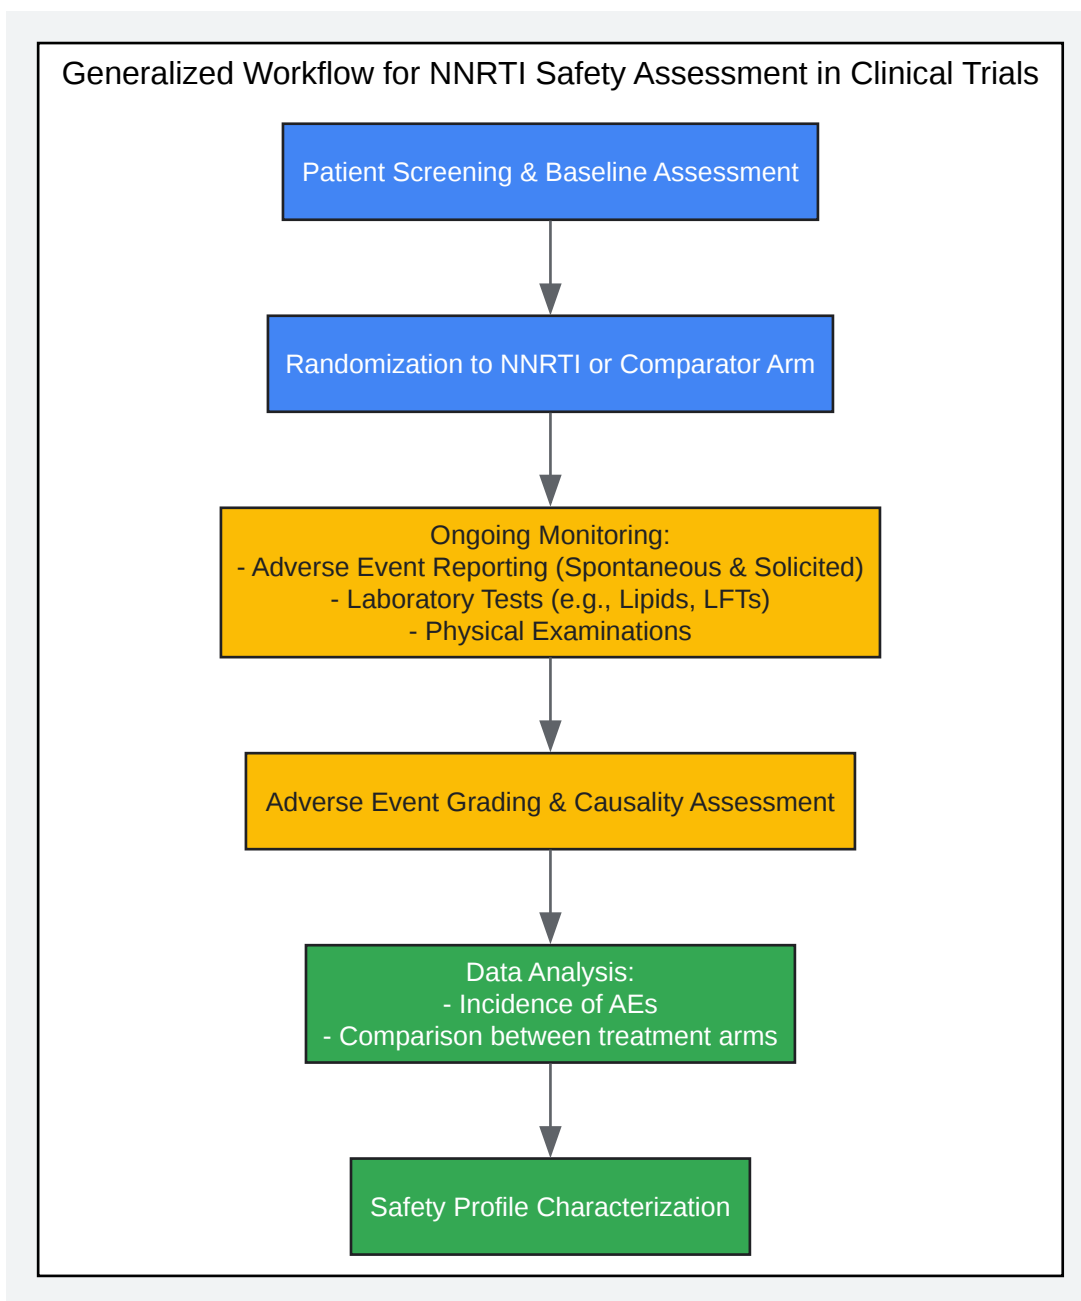 Generalized Workflow for NNRTI Safety Assessment in Clinical Trials
Patient Screening & Baseline Assessment
Randomization to NNRTI or Comparator Arm
Ongoing Monitoring:
- Adverse Event Reporting (Spontaneous & Solicited)
- Laboratory Tests (e.g., Lipids, LFTs)
- Physical Examinations
Adverse Event Grading & Causality Assessment
Data Analysis:
- Incidence of AEs
- Comparison between treatment arms
Safety Profile Characterization